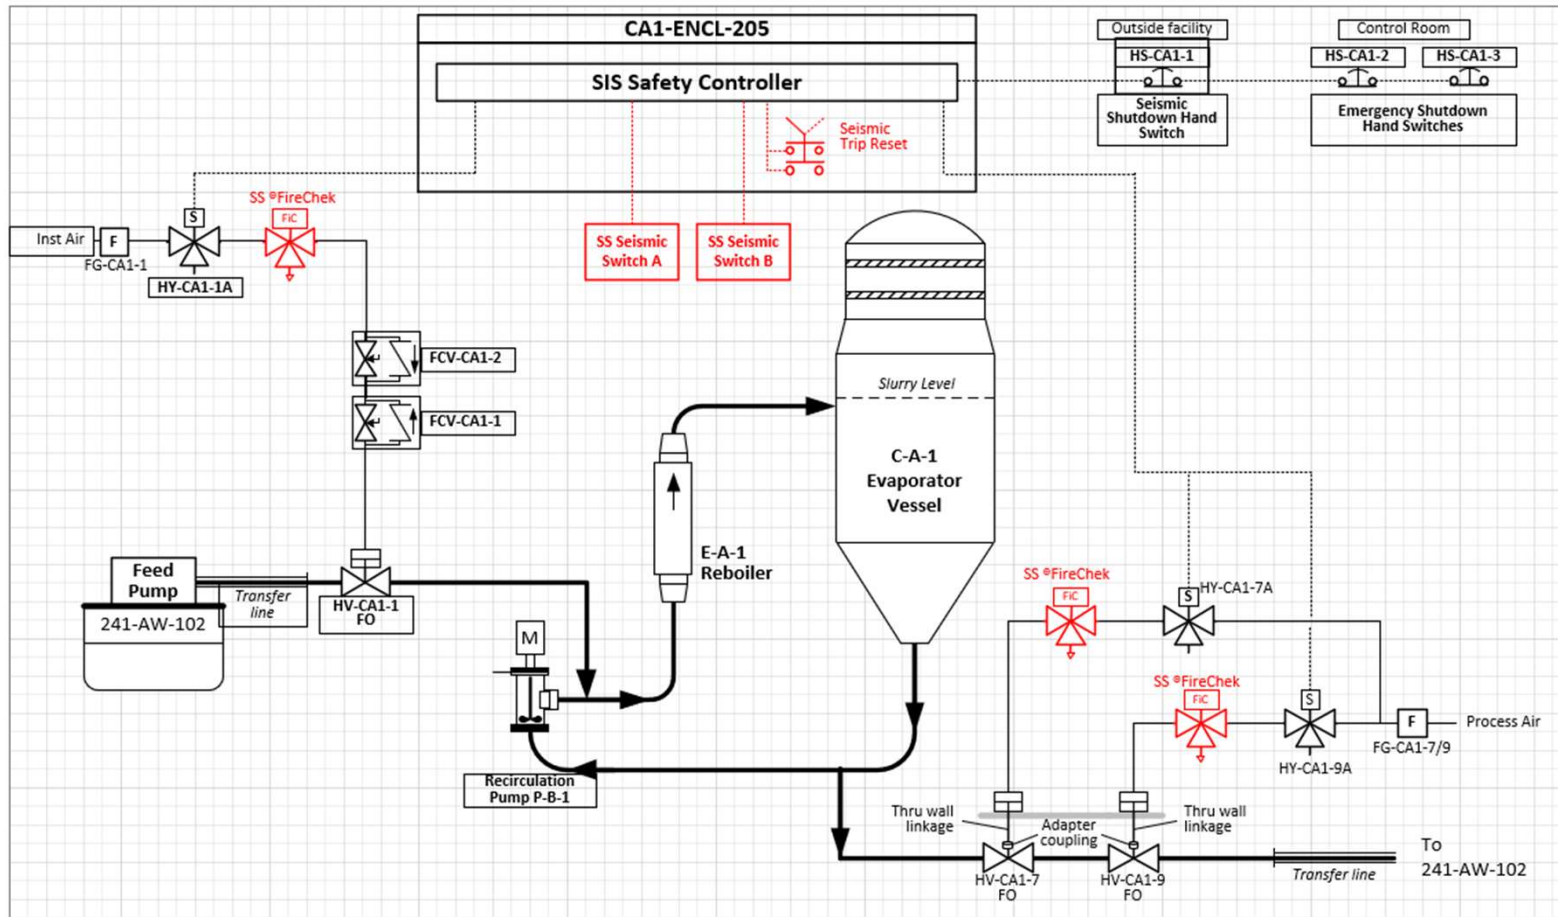 CA1-ENCL-205
SIS Safety Controller
Seismic
Trip Reset
Outside facility
HS-CA1-1
Seismic
Shutdown Hand
Switch
Control Room
HS-CA1-2
HS-CA1-3
Emergency Shutdown
Hand Switches
SS ®FireChek
FiC
S
Inst Air
F
FG-CA1-1
HY-CA1-1A
SS Seismic
Switch A
SS Seismic
Switch B
FCV-CA1-2
FCV-CA1-1
Slurry Level
C-A-1
Evaporator
Vessel
E-A-1
Reboiler
Feed
Pump
241-AW-102
Transfer
line
HV-CA1-1
FO
M
Recirculation
Pump P-B-1
SS ®FireChek
FiC
S
HY-CA1-7A
SS ®FireChek
FiC
S
HY-CA1-9A
F
FG-CA1-7/9
Process Air
Thru wall
linkage
Adapter
coupling
Thru wall
linkage
HV-CA1-7
FO
HV-CA1-9
FO
Transfer line
To
241-AW-102